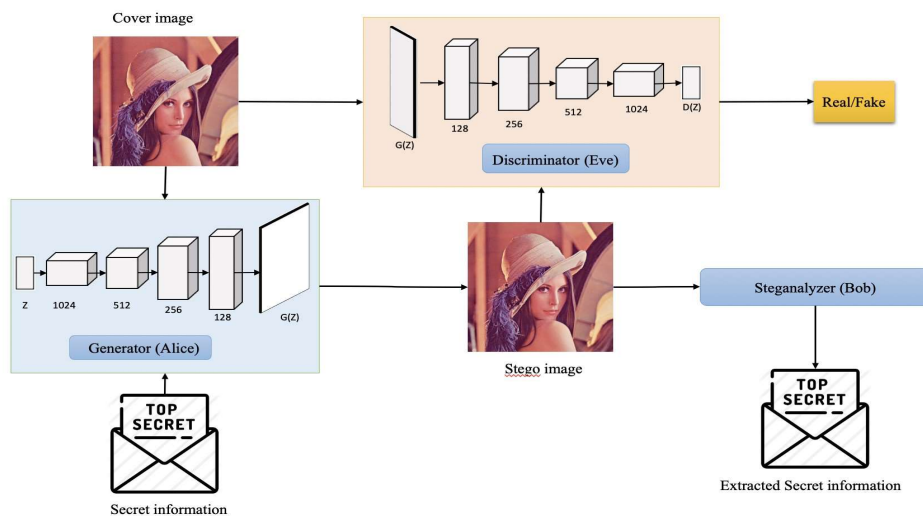 Cover image
G(Z)
128
256
512
1024
D(Z)
Discriminator (Eve)
Real/Fake
Z
1024
512
256
128
G(Z)
Generator (Alice)
Stego image
Steganalyzer (Bob)
TOP
SECRET
Secret information
TOP
SECRET
Extracted Secret information